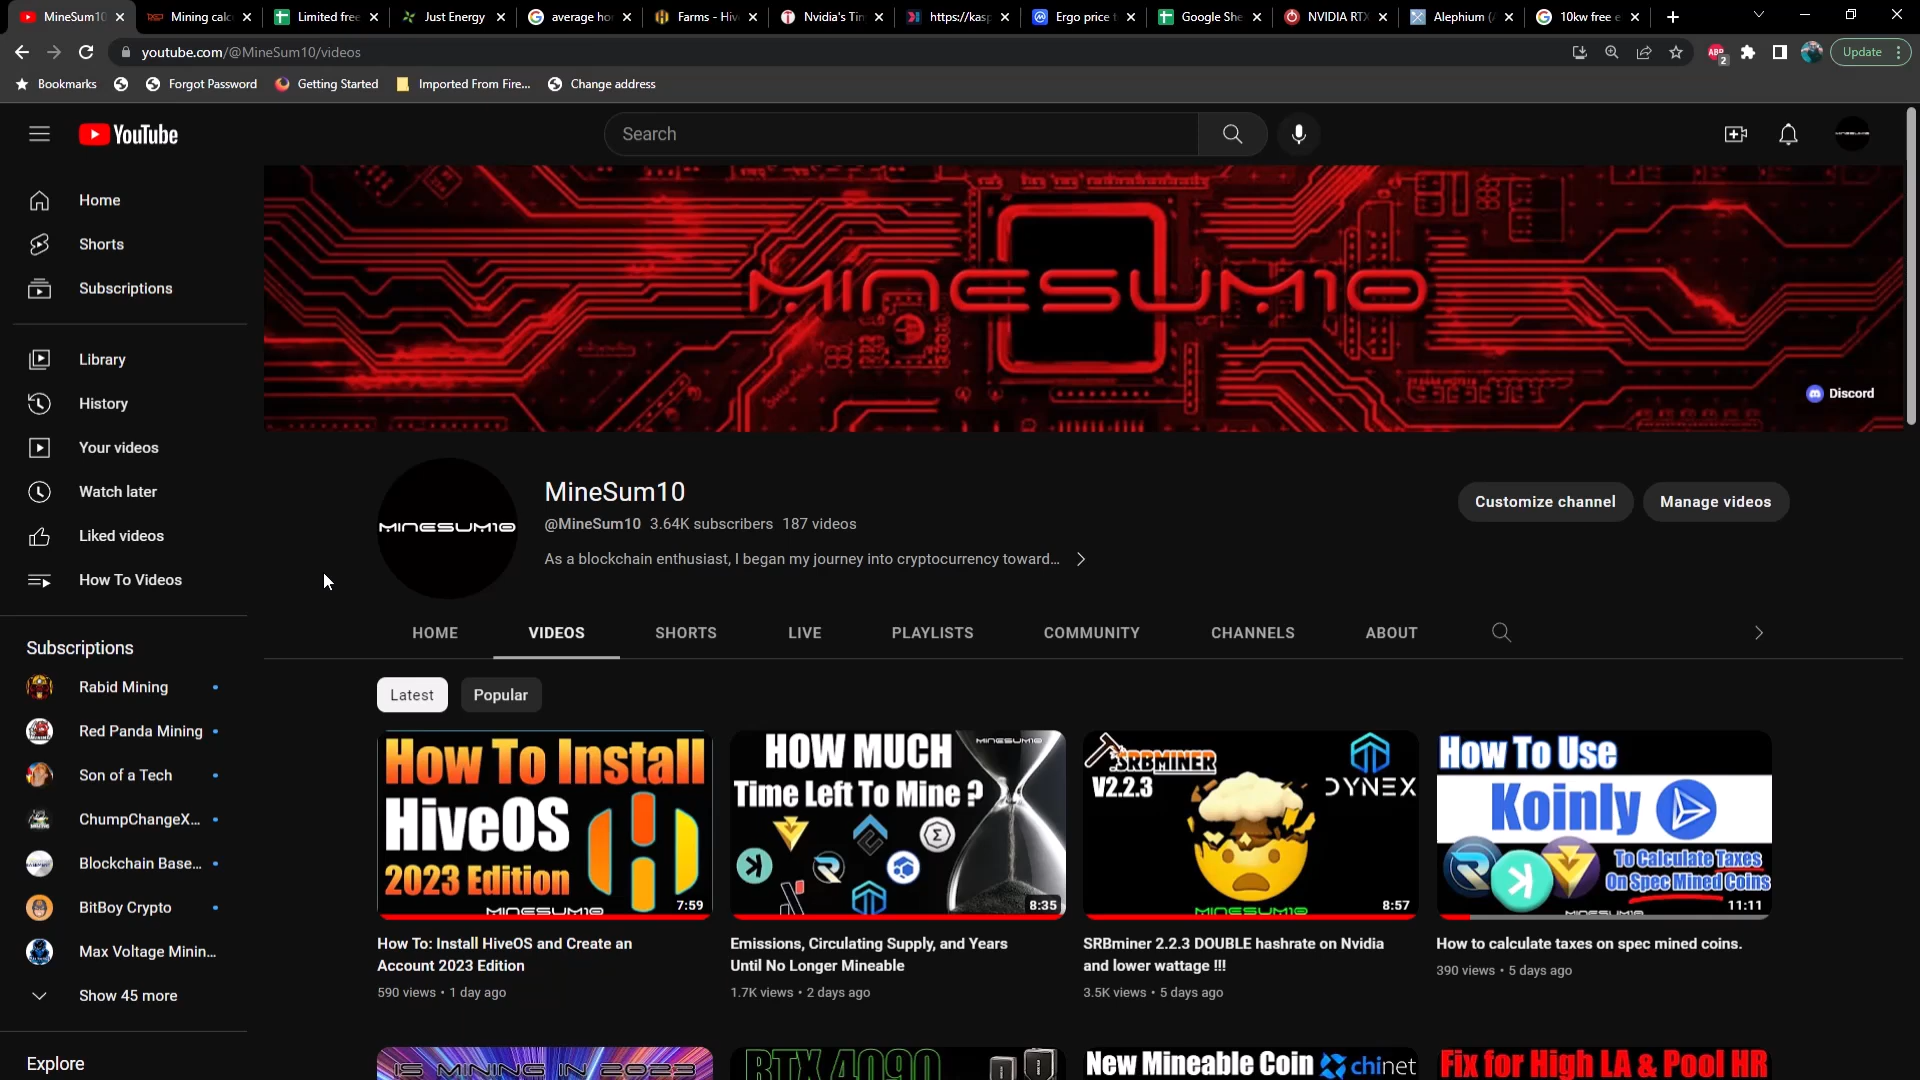 MineSum10
Mining calc
Limited free
Just Energy
average ho
Farms - Hiv
Nvidia's Tin
https://kasp
Ergo price
Google She
NVIDIA RTX
Alephium (
10kw free e
youtube.com/@MineSum10/videos
ABP
2
Update
Bookmarks
Forgot Password
Getting Started
Imported From Fire...
Change address
YouTube
Search
Home
Shorts
Subscriptions
Library
History
Your videos
Watch later
Liked videos
How To Videos
Subscriptions
Rabid Mining
Red Panda Mining
Son of a Tech
ChumpChangeX...
Blockchain Base...
BitBoy Crypto
Max Voltage Minin...
Show 45 more
Explore
MINESUM10
Discord
MINESUM10
MineSum10
@MineSum10 3.64K subscribers 187 videos
As a blockchain enthusiast, I began my journey into cryptocurrency toward...
Customize channel
Manage videos
HOME
VIDEOS
SHORTS
LIVE
PLAYLISTS
COMMUNITY
CHANNELS
ABOUT
Latest
Popular
How To Install
HiveOS
2023 Edition
MINESUM10
7:59
How To: Install HiveOS and Create an
Account 2023 Edition
590 views • 1 day ago
MINESUM10
HOW MUCH
Time Left To Mine ?
8:35
Emissions, Circulating Supply, and Years
Until No Longer Mineable
1.7K views • 2 days ago
SRBMINER
V2.2.3
DYNEX
MINESUM10
8:57
SRBminer 2.2.3 DOUBLE hashrate on Nvidia
and lower wattage !!!
3.5K views • 5 days ago
How To Use
Koinly
To Calculate Taxes
On Spec Mined Coins
MINESUM10
11:11
How to calculate taxes on spec mined coins.
390 views • 5 days ago
IS MINING IN 2023
RTX 4090
New Mineable Coin
chinet
Fix for High LA & Pool HR